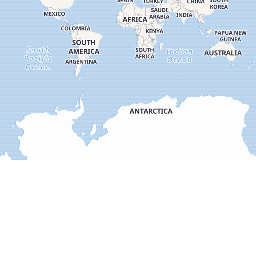 SPAIN
TURKEY
CHINA
SOUTH
KOREA
MEXICO
SAUDI
ARABIA
INDIA
AFRICA
COLOMBIA
KENYA
PAPUA NEW
GUINEA
SOUTH
AMERICA
South
Pacific
Ocean
SOUTH
AFRICA
Indian
Ocean
AUSTRALIA
ARGENTINA
ANTARCTICA